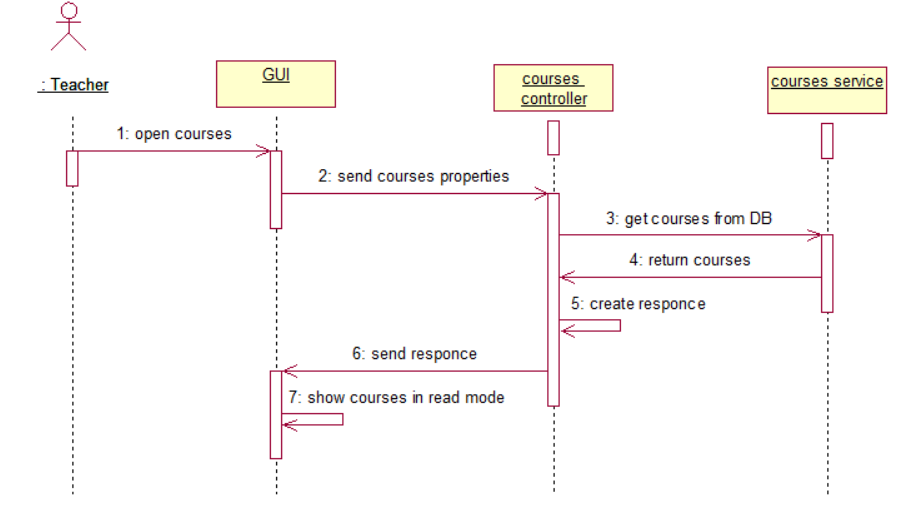 : Teacher
GUI
courses
controller
courses service
1: open courses
2: send courses properties
3: get courses from DB
4: return courses
5: create responce
6: send responce
7: show courses in read mode